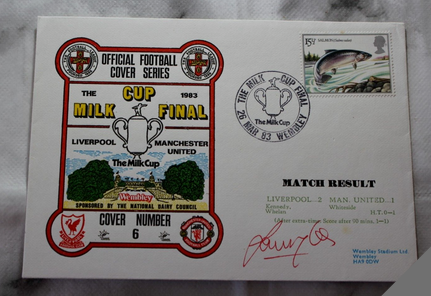 OFFICIAL FOOTBALL
COVER SERIES
THE CUP 1983
MILK FINAL
LIVERPOOL MANCHESTER
UNITED
The Milk Cup
Wembley
SPONSORED BY THE NATIONAL DAIRY COUNCIL
COVER NUMBER
6
THE MILK CUP FINAL
26 MAR 83 WEMBLEY
The Milk Cup
15½p
MATCH RESULT
LIVERPOOL..2 MAN. UNITED..1
Kennedy, Whiteside
Whelan H.T. 0-1
Wembley Stadium Ltd.
Wembley
HA9 0DW